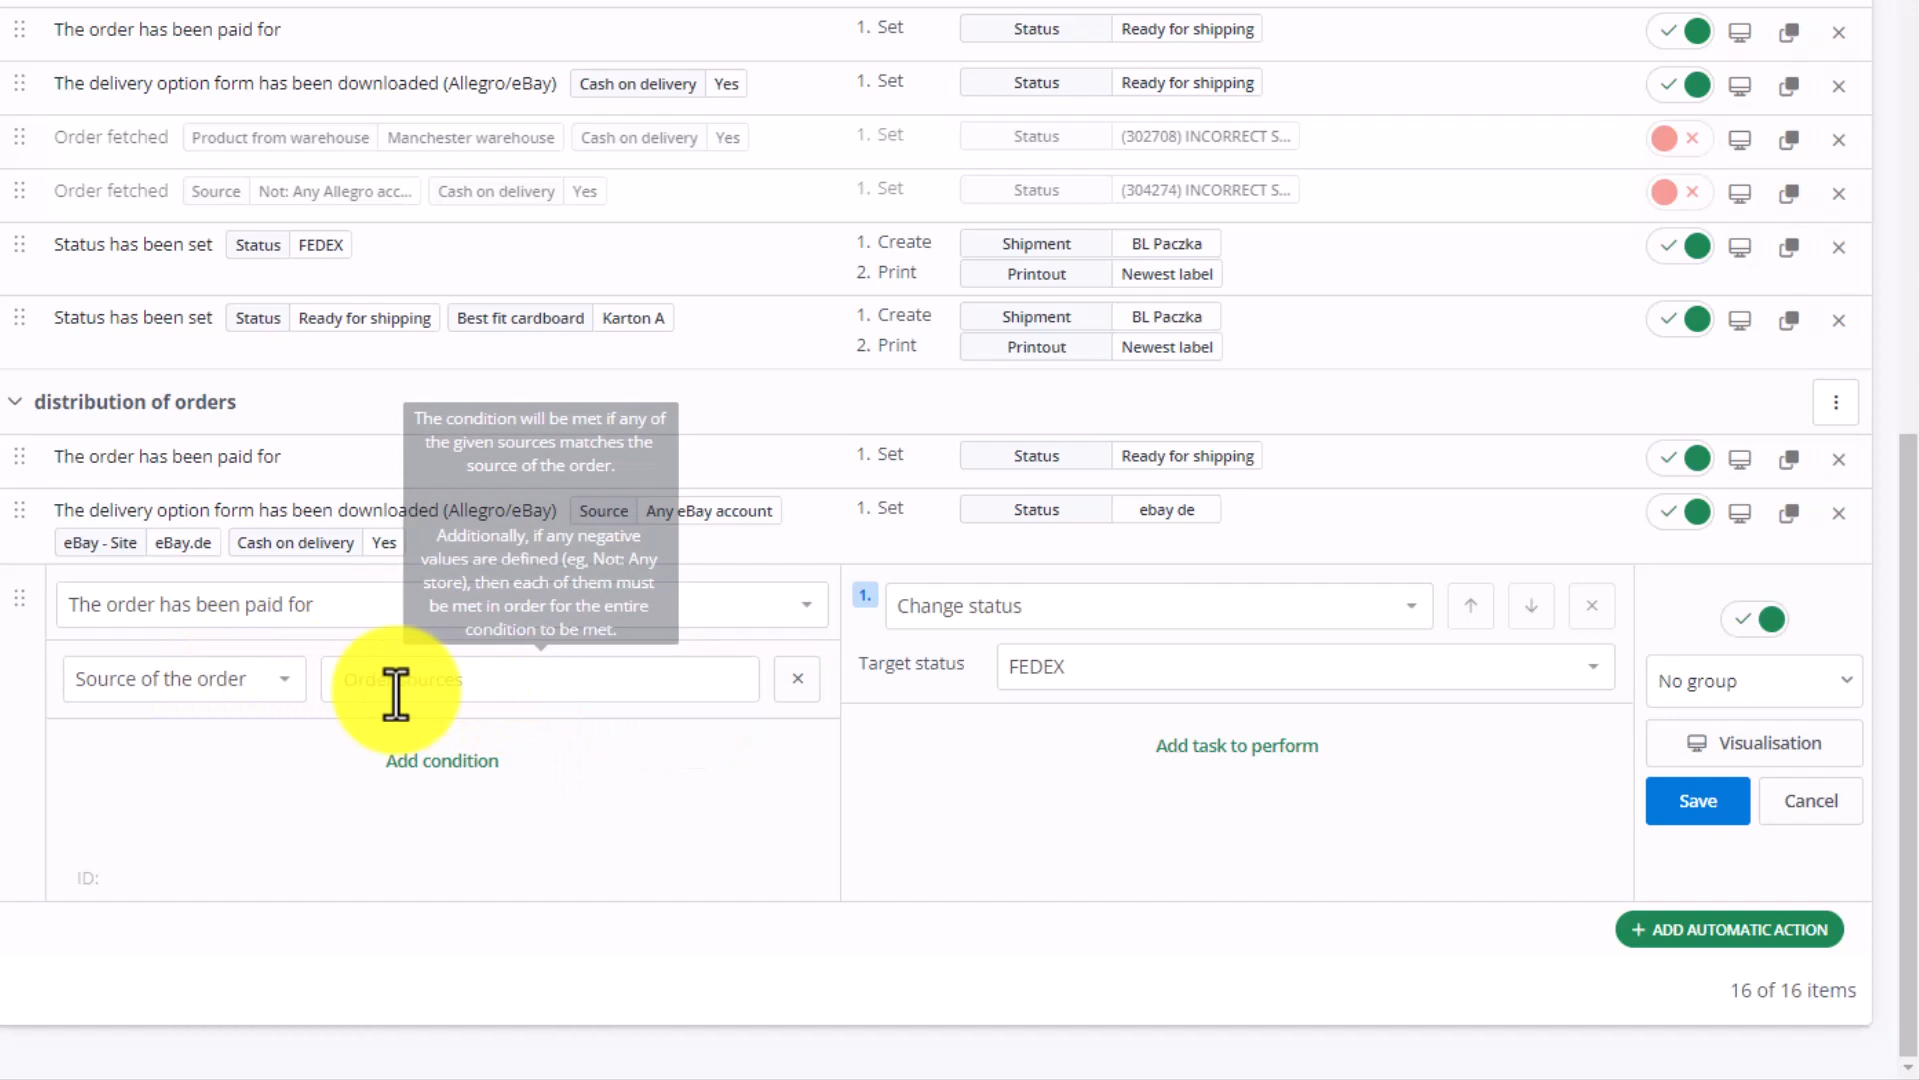 The order has been paid for 1. Set Status Ready for shipping
The delivery option form has been downloaded (Allegro/eBay) Cash on delivery Yes 1. Set Status Ready for shipping
Order fetched Product from warehouse Manchester warehouse Cash on delivery Yes 1. Set Status (302708) INCORRECT S...
Order fetched Source Not: Any Allegro acc... Cash on delivery Yes 1. Set Status (304274) INCORRECT S...
Status has been set Status FEDEX 1. Create Shipment BL Paczka
2. Print Printout Newest label
Status has been set Status Ready for shipping Best fit cardboard Karton A 1. Create Shipment BL Paczka
2. Print Printout Newest label
distribution of orders
The condition will be met if any of
the given sources matches the
source of the order.
Additionally, if any negative
values are defined (eg, Not: Any
store), then each of them must
be met in order for the entire
condition to be met.
The order has been paid for 1. Set Status Ready for shipping
The delivery option form has been downloaded (Allegro/eBay) Source Any eBay account 1. Set Status ebay de
eBay - Site eBay.de Cash on delivery Yes
The order has been paid for 1. Change status
Source of the order Order sources Target status FEDEX No group
Add condition Add task to perform Visualisation
Save Cancel
ID:
+ ADD AUTOMATIC ACTION
16 of 16 items